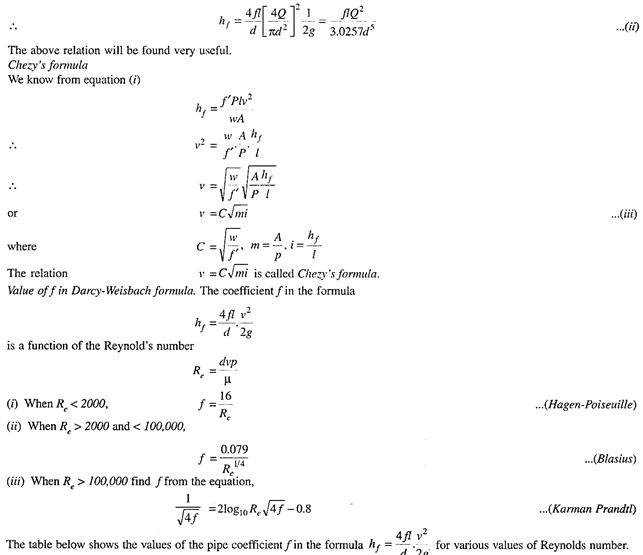 ∴ h_f = 4fl/d [4Q/πd²]² 1/2g = flQ²/3.0257d⁵ ...(ii)
The above relation will be found very useful.
Chezy's formula
We know from equation (i)
h_f = f′Plv²/wA
∴ v² = w/f′ · A/P · h_f/l
∴ v = √(w/f′) √(A/P h_f/l)
or v = C√mi ...(iii)
where C = √(w/f′), m = A/p, i = h_f/l
The relation v = C√mi is called Chezy's formula.
Value of f in Darcy-Weisbach formula. The coefficient f in the formula
h_f = 4fl/d · v²/2g
is a function of the Reynold's number
R_e = dvp/μ
(i) When R_e < 2000, f = 16/R_e ...(Hagen-Poiseuille)
(ii) When R_e > 2000 and < 100,000,
f = 0.079/R_e^1/4 ...(Blasius)
(iii) When R_e > 100,000 find f from the equation,
1/√4f = 2log₁₀ R_e √4f – 0.8 ...(Karman Prandtl)
The table below shows the values of the pipe coefficient f in the formula h_f = 4fl/d · v²/2g for various values of Reynolds number.